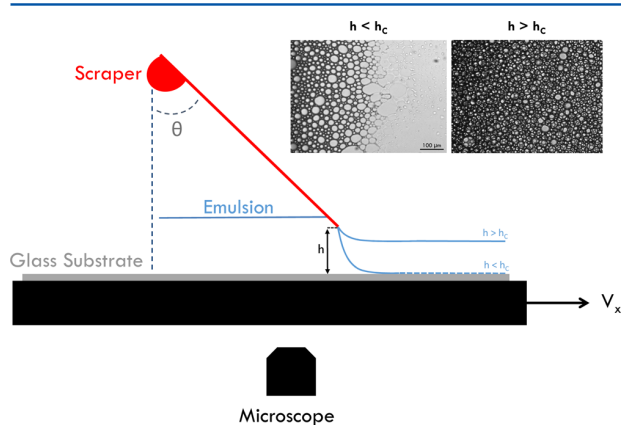 h < hC
h > hC
Scraper
θ
100 µm
Emulsion
h > hC
h
Glass Substrate
h < hC
Vx
Microscope